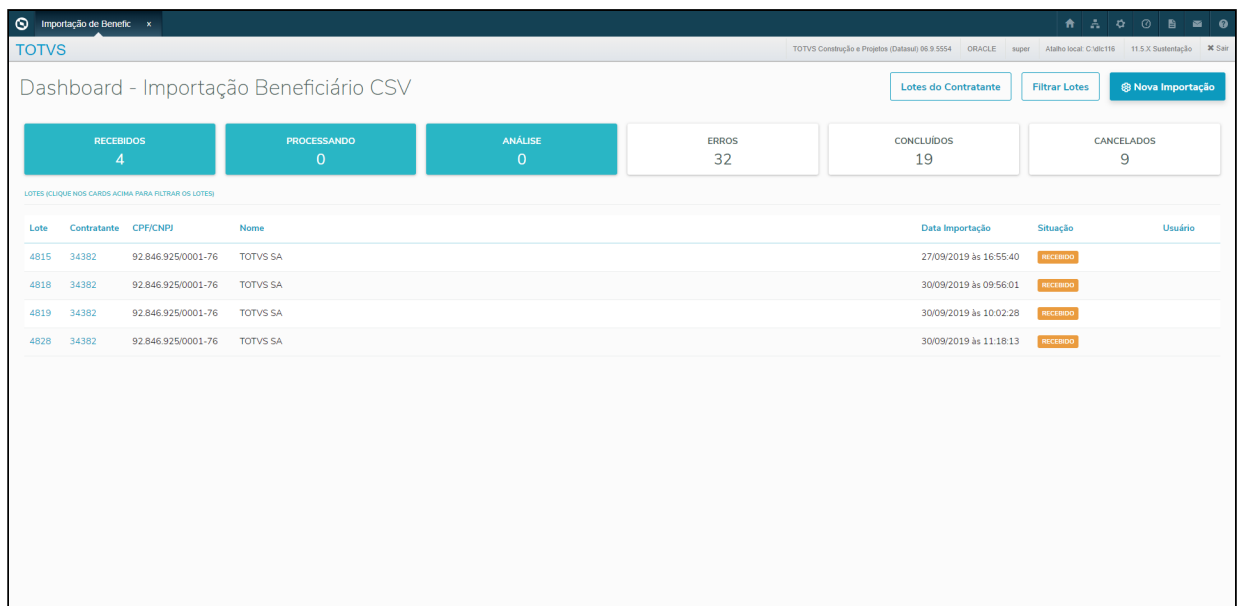 Importação de Benefic x
TOTVS
TOTVS Construção e Projetos (Datasul) 06.9.5554 ORACLE super Atalho local: C:\dlc116 11.5.X Sustentação Sair
Dashboard - Importação Beneficiário CSV
Lotes do Contratante Filtrar Lotes Nova Importação
RECEBIDOS PROCESSANDO ANÁLISE ERROS CONCLUÍDOS CANCELADOS
4 0 0 32 19 9
LOTES (CLIQUE NOS CARDS ACIMA PARA FILTRAR OS LOTES)
Lote Contratante CPF/CNPJ Nome Data Importação Situação Usuário
4815 34382 92.846.925/0001-76 TOTVS SA 27/09/2019 às 16:55:40 RECEBIDO
4818 34382 92.846.925/0001-76 TOTVS SA 30/09/2019 às 09:56:01 RECEBIDO
4819 34382 92.846.925/0001-76 TOTVS SA 30/09/2019 às 10:02:28 RECEBIDO
4828 34382 92.846.925/0001-76 TOTVS SA 30/09/2019 às 11:18:13 RECEBIDO